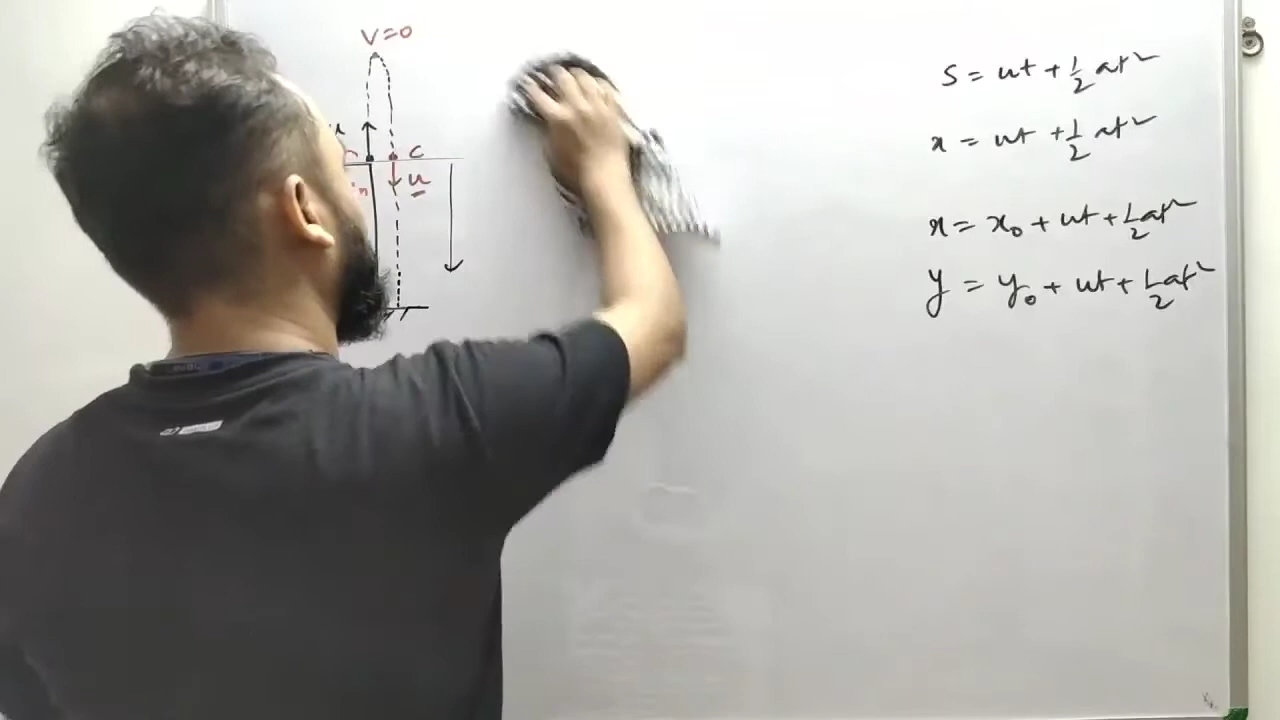 V=0
u
C
u
S = ut + 1/2 at²
x = ut + 1/2 at²
x = x₀ + ut + 1/2 at²
y = y₀ + ut + 1/2 at²